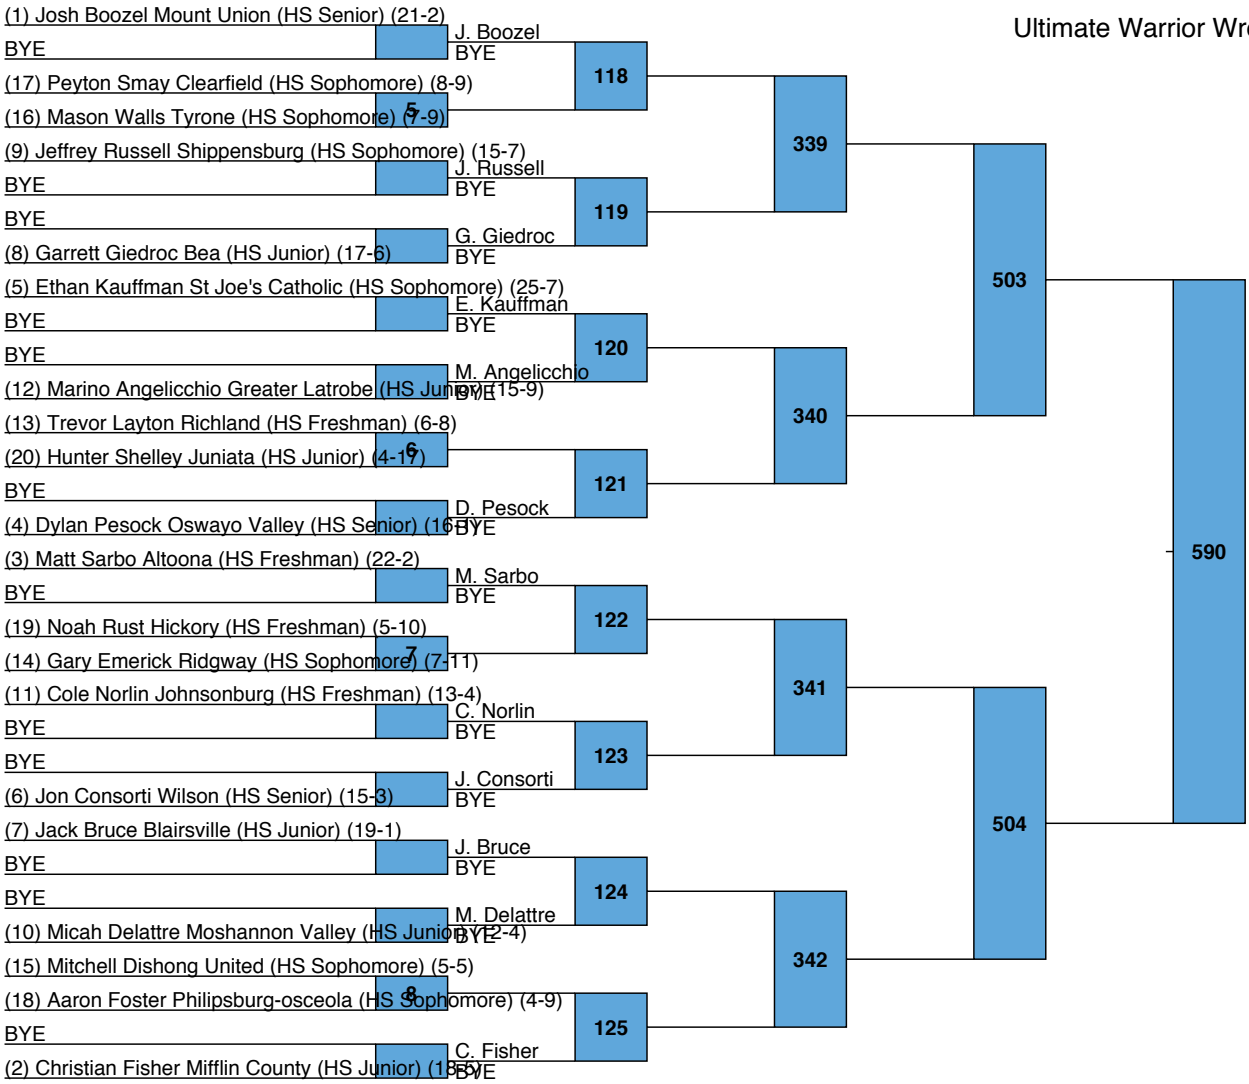 Ultimate Warrior Wre
(1) Josh Boozel Mount Union (HS Senior) (21-2)
BYE
(17) Peyton Smay Clearfield (HS Sophomore) (8-9)
(16) Mason Walls Tyrone (HS Sophomore) (7-9)
(9) Jeffrey Russell Shippensburg (HS Sophomore) (15-7)
BYE
BYE
(8) Garrett Giedroc Bea (HS Junior) (17-6)
(5) Ethan Kauffman St Joe's Catholic (HS Sophomore) (25-7)
BYE
BYE
(12) Marino Angelicchio Greater Latrobe (HS Junior) (15-9)
(13) Trevor Layton Richland (HS Freshman) (6-8)
(20) Hunter Shelley Juniata (HS Junior) (4-17)
BYE
(4) Dylan Pesock Oswayo Valley (HS Senior)
(3) Matt Sarbo Altoona (HS Freshman) (22-2)
BYE
(19) Noah Rust Hickory (HS Freshman) (5-10)
(14) Gary Emerick Ridgway (HS Sophomore) (7-11)
(11) Cole Norlin Johnsonburg (HS Freshman) (13-4)
BYE
BYE
(6) Jon Consorti Wilson (HS Senior) (15-3)
(7) Jack Bruce Blairsville (HS Junior) (19-1)
BYE
BYE
(10) Micah Delattre Moshannon Valley (HS Junior) (12-4)
(15) Mitchell Dishong United (HS Sophomore) (5-5)
(18) Aaron Foster Philipsburg-osceola (HS Sophomore) (4-9)
BYE
(2) Christian Fisher Mifflin County (HS Junior) (18-5)
5
6
7
8
J. Boozel
BYE
J. Russell
BYE
G. Giedroc
BYE
E. Kauffman
BYE
M. Angelicchio
BYE
D. Pesock
BYE
M. Sarbo
BYE
C. Norlin
BYE
J. Consorti
BYE
J. Bruce
BYE
M. Delattre
BYE
C. Fisher
BYE
118
119
120
121
122
123
124
125
339
340
341
342
503
504
590